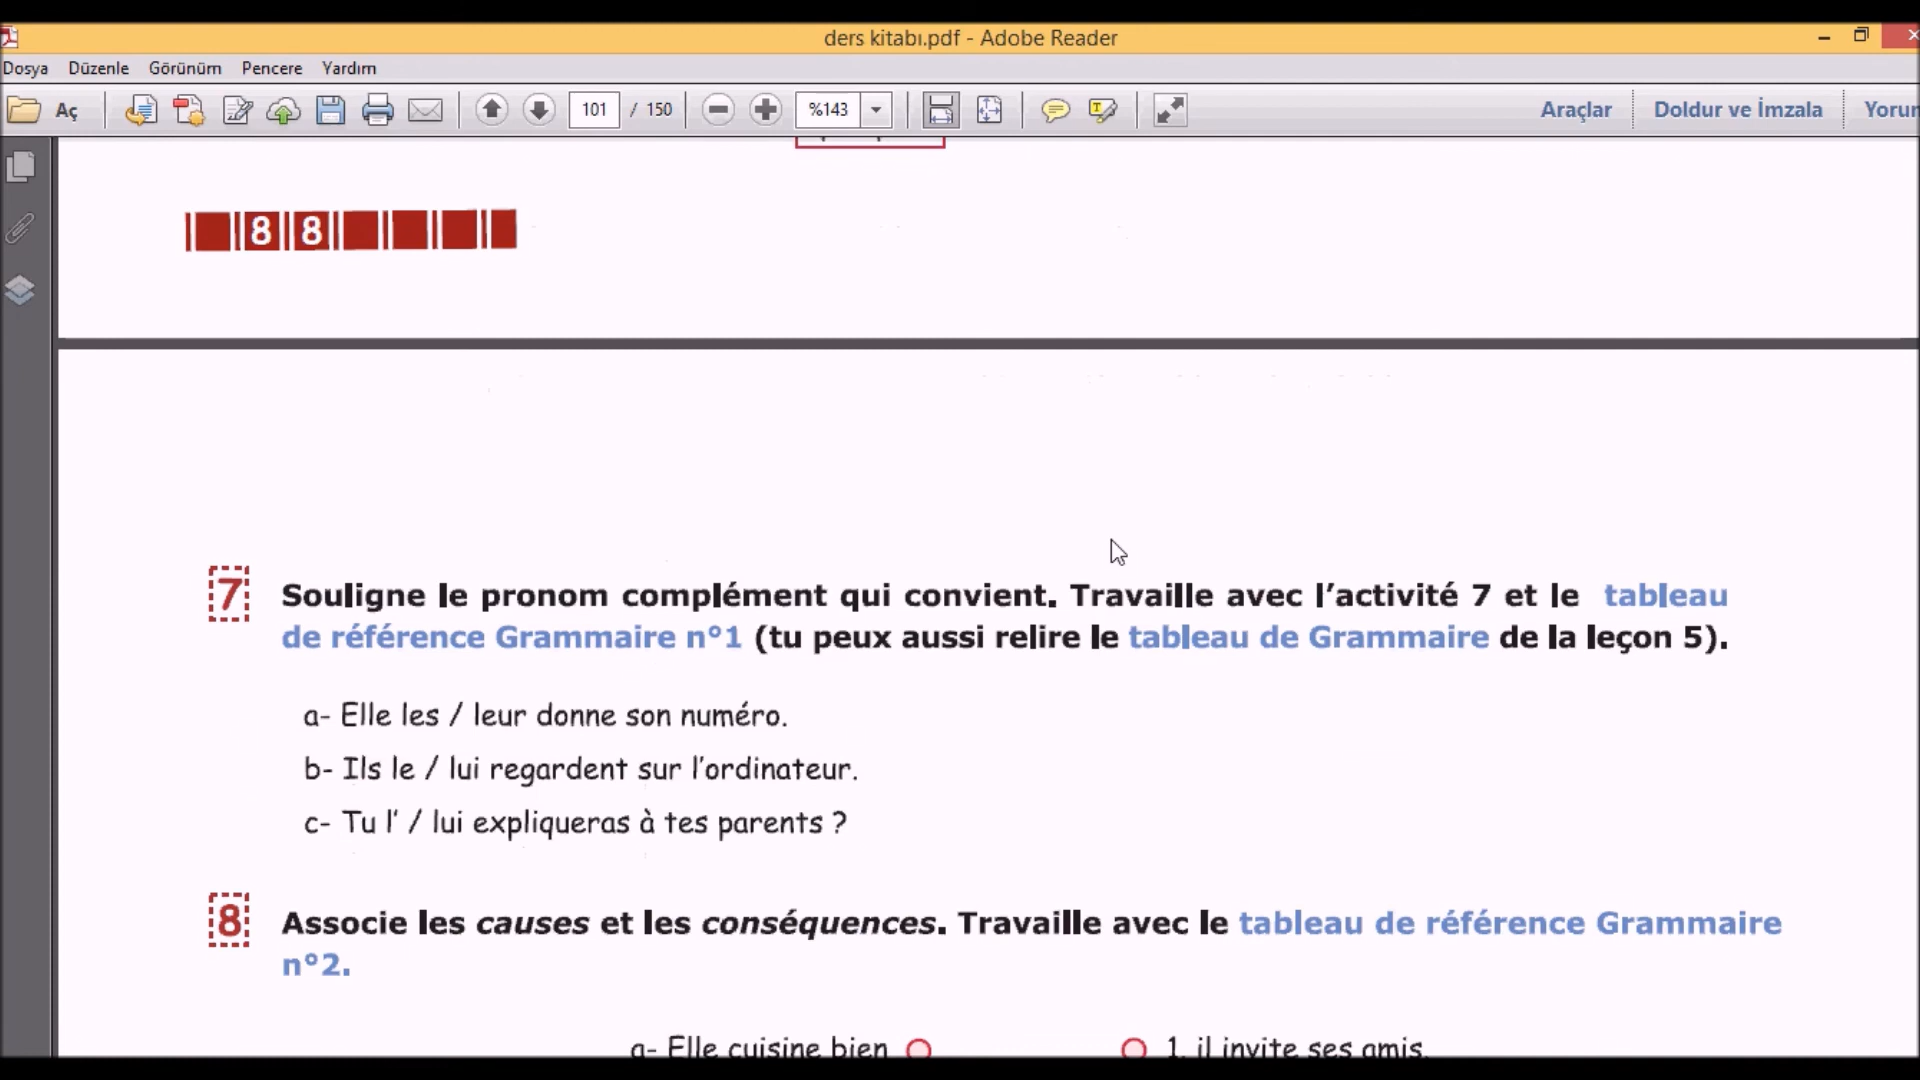 ders kitabı.pdf - Adobe Reader
Dosya Düzenle Görünüm Pencere Yardım
Aç 101 / 150 %143 Araçlar Doldur ve İmzala Yorum
88
7 Souligne le pronom complément qui convient. Travaille avec l'activité 7 et le tableau
de référence Grammaire n°1 (tu peux aussi relire le tableau de Grammaire de la leçon 5).
a- Elle les / leur donne son numéro.
b- Ils le / lui regardent sur l'ordinateur.
c- Tu l' / lui expliqueras à tes parents ?
8 Associe les causes et les conséquences. Travaille avec le tableau de référence Grammaire
n°2.
a- Elle cuisine bien 1. il invite ses amis.